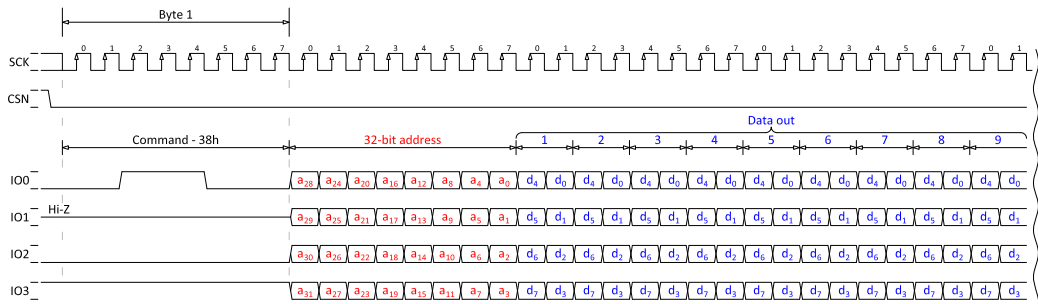 Byte 1
SCK 0 1 2 3 4 5 6 7 0 1 2 3 4 5 6 7 0 1 2 3 4 5 6 7 0 1 2 3 4 5 6 7 0 1
CSN
Data out
Command - 38h 32-bit address 1 2 3 4 5 6 7 8 9
IO0 a28 a24 a20 a16 a12 a8 a4 a0 d4 d0 d4 d0 d4 d0 d4 d0 d4 d0 d4 d0 d4 d0 d4 d0 d4 d0
Hi-Z
IO1 a29 a25 a21 a17 a13 a9 a5 a1 d5 d1 d5 d1 d5 d1 d5 d1 d5 d1 d5 d1 d5 d1 d5 d1 d5 d1
IO2 a30 a26 a22 a18 a14 a10 a6 a2 d6 d2 d6 d2 d6 d2 d6 d2 d6 d2 d6 d2 d6 d2 d6 d2 d6 d2
IO3 a31 a27 a23 a19 a15 a11 a7 a3 d7 d3 d7 d3 d7 d3 d7 d3 d7 d3 d7 d3 d7 d3 d7 d3 d7 d3